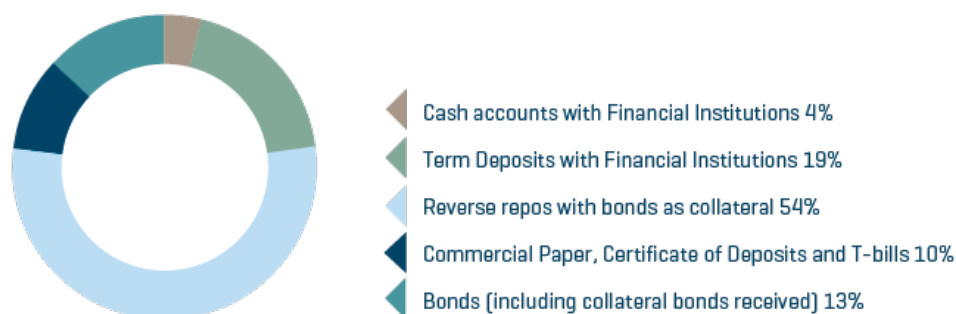 Cash accounts with Financial Institutions 4%
Term Deposits with Financial Institutions 19%
Reverse repos with bonds as collateral 54%
Commercial Paper, Certificate of Deposits and T-bills 10%
Bonds (including collateral bonds received) 13%